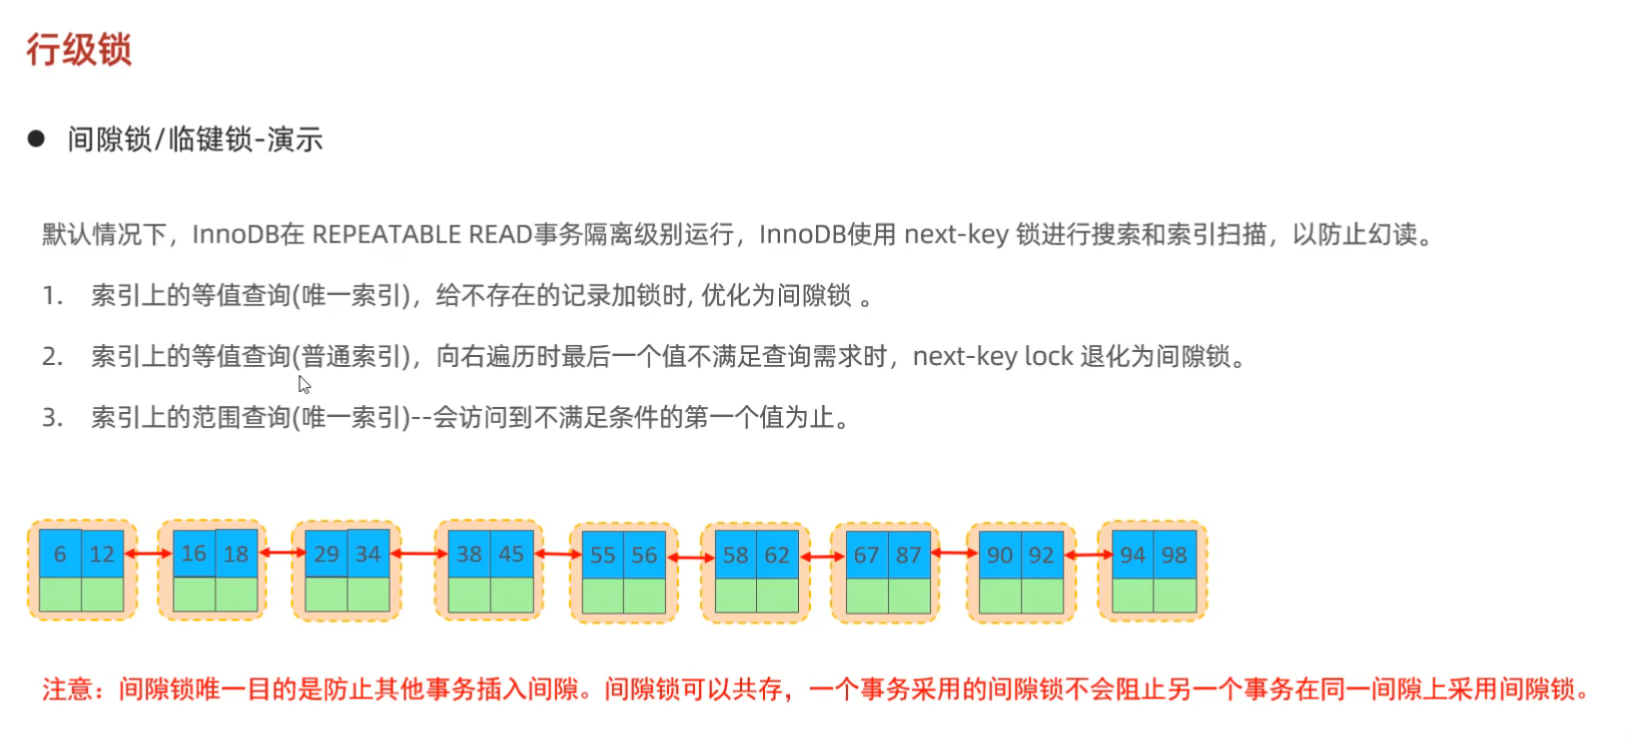 行级锁
● 间隙锁/临键锁-演示
默认情况下，InnoDB在 REPEATABLE READ事务隔离级别运行，InnoDB使用 next-key 锁进行搜索和索引扫描，以防止幻读。
1. 索引上的等值查询(唯一索引)，给不存在的记录加锁时, 优化为间隙锁 。
2. 索引上的等值查询(普通索引)，向右遍历时最后一个值不满足查询需求时，next-key lock 退化为间隙锁。
3. 索引上的范围查询(唯一索引)--会访问到不满足条件的第一个值为止。
6 12 16 18 29 34 38 45 55 56 58 62 67 87 90 92 94 98
注意：间隙锁唯一目的是防止其他事务插入间隙。间隙锁可以共存，一个事务采用的间隙锁不会阻止另一个事务在同一间隙上采用间隙锁。